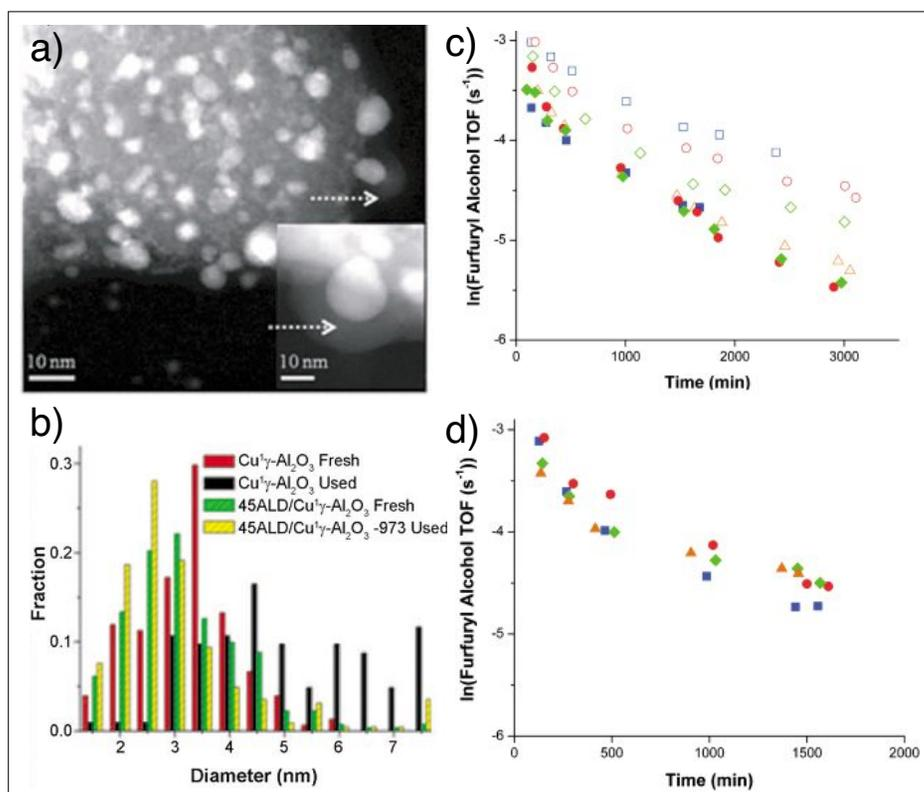 a)
10 nm
10 nm
b)
Fraction
0.3
0.2
0.1
0.0
Cu¹γ-Al₂O₃ Fresh
Cu¹γ-Al₂O₃ Used
45ALD/Cu¹γ-Al₂O₃ Fresh
45ALD/Cu¹γ-Al₂O₃ -973 Used
2 3 4 5 6 7
Diameter (nm)
c)
ln(Furfuryl Alcohol TOF (s⁻¹))
-3
-4
-5
-6
0 1000 2000 3000
Time (min)
d)
ln(Furfuryl Alcohol TOF (s⁻¹))
-3
-4
-5
-6
0 500 1000 1500 2000
Time (min)